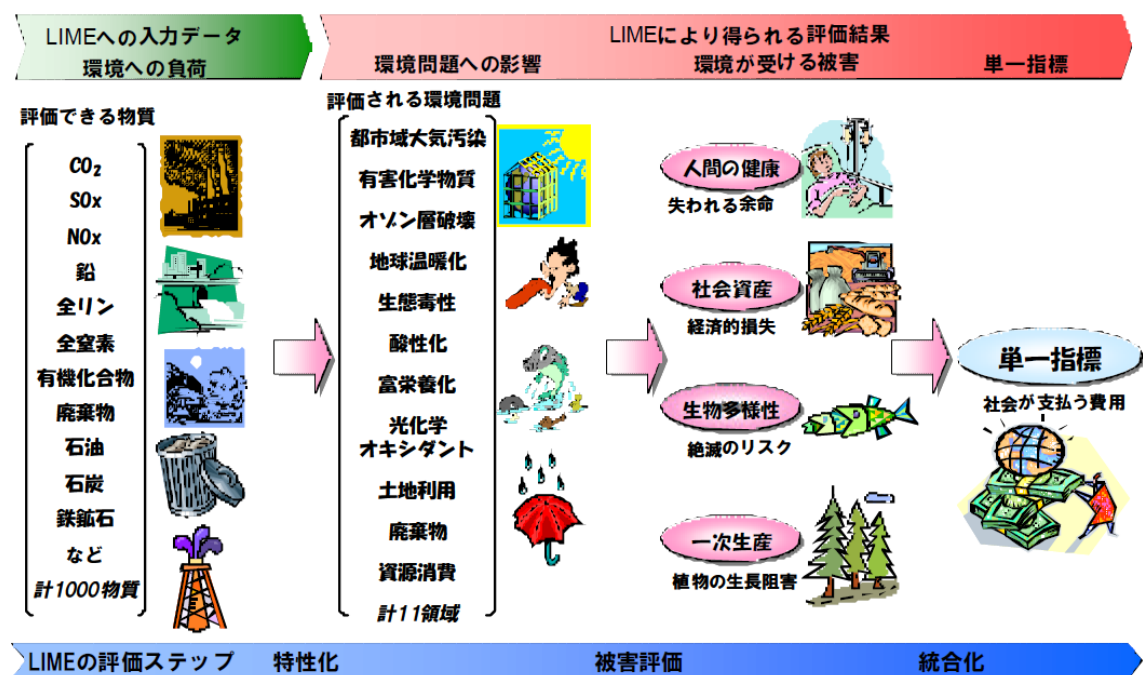 LIMEへの入力データ
環境への負荷
LIMEにより得られる評価結果
環境問題への影響
環境が受ける被害
単一指標
評価できる物質
CO₂
SOx
NOx
鉛
全リン
全窒素
有機化合物
廃棄物
石油
石炭
鉄鉱石
など
計1000物質
評価される環境問題
都市域大気汚染
有害化学物質
オゾン層破壊
地球温暖化
生態毒性
酸性化
富栄養化
光化学
オキシダント
土地利用
廃棄物
資源消費
計11領域
人間の健康
失われる余命
社会資産
経済的損失
生物多様性
絶滅のリスク
一次生産
植物の生長阻害
単一指標
社会が支払う費用
LIMEの評価ステップ
特性化
被害評価
統合化